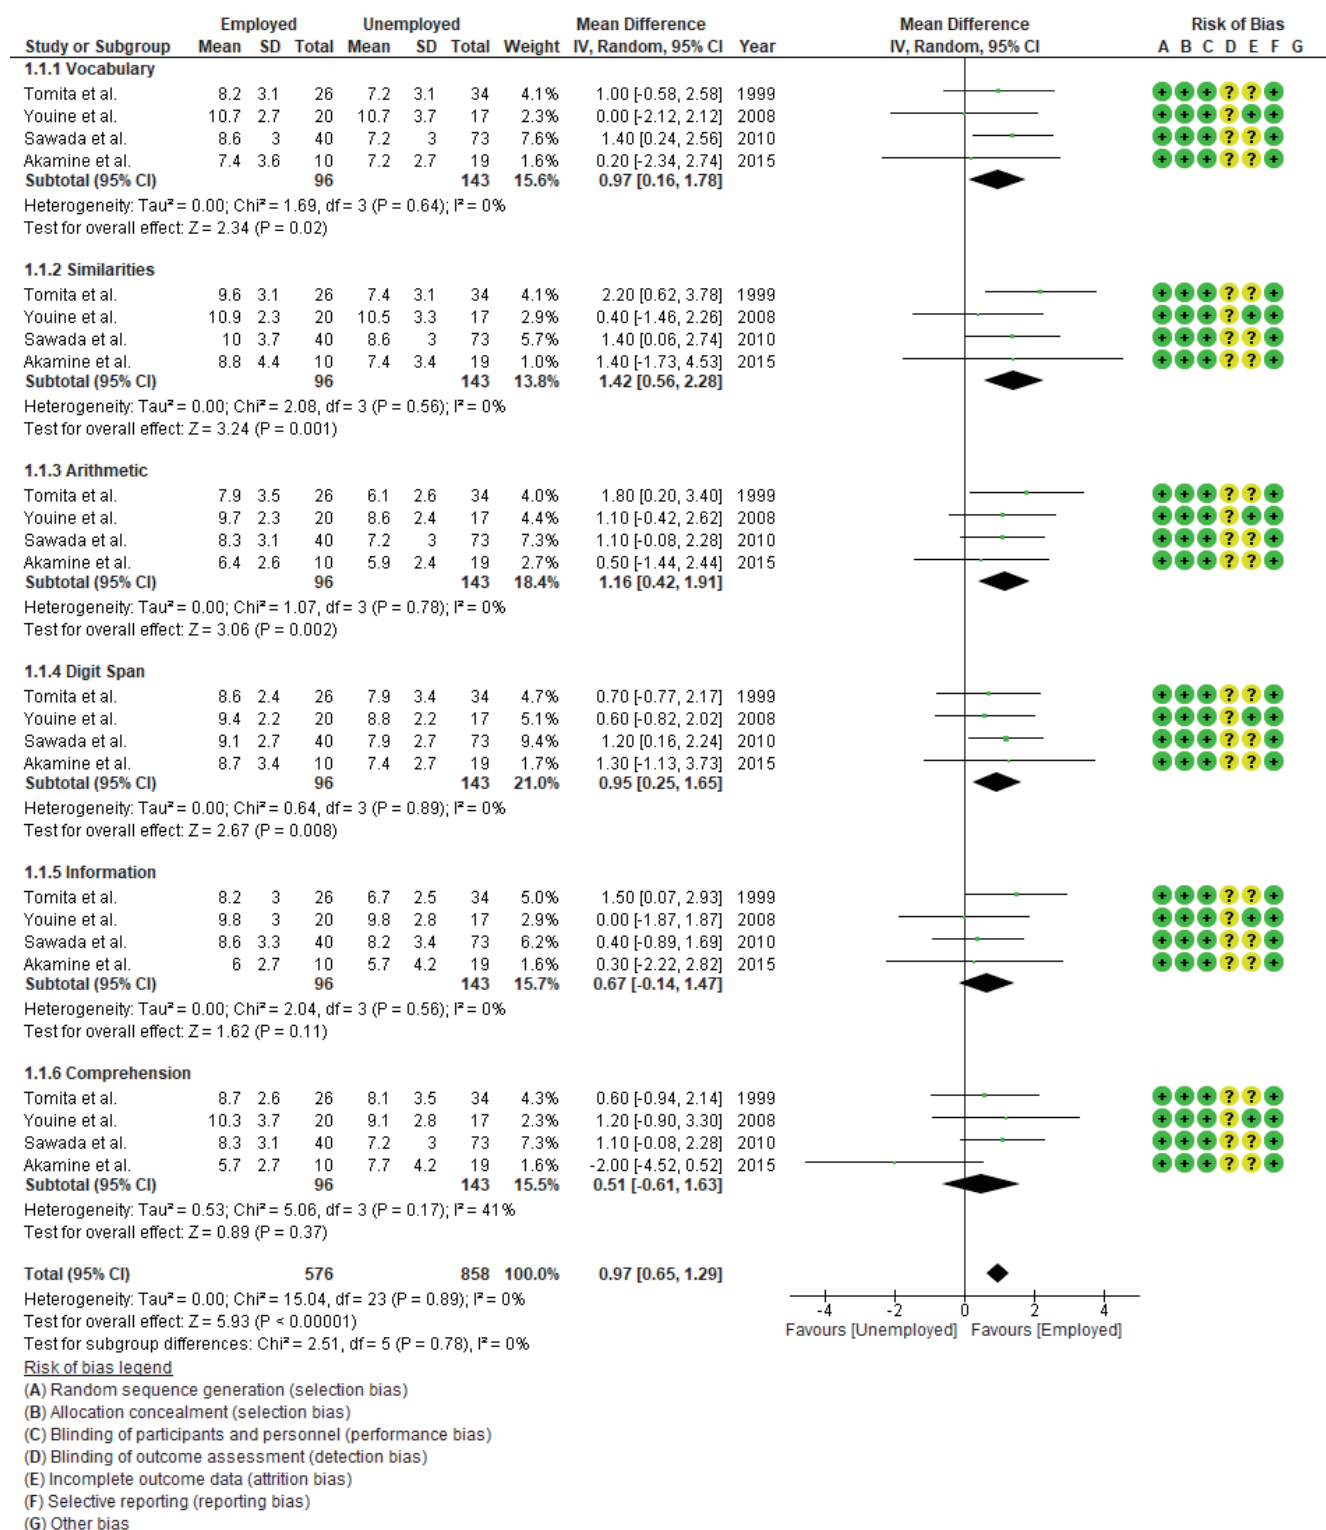 Employed Unemployed Mean Difference Mean Difference Risk of Bias
Study or Subgroup Mean SD Total Mean SD Total Weight IV, Random, 95% CI Year IV, Random, 95% CI A B C D E F G
1.1.1 Vocabulary
Tomita et al. 8.2 3.1 26 7.2 3.1 34 4.1% 1.00 [-0.58, 2.58] 1999 + + + ? ? +
Youine et al. 10.7 2.7 20 10.7 3.7 17 2.3% 0.00 [-2.12, 2.12] 2008 + + + ? + +
Sawada et al. 8.6 3 40 7.2 3 73 7.6% 1.40 [0.24, 2.56] 2010 + + + ? ? +
Akamine et al. 7.4 3.6 10 7.2 2.7 19 1.6% 0.20 [-2.34, 2.74] 2015 + + + ? ? +
Subtotal (95% CI) 96 143 15.6% 0.97 [0.16, 1.78]
Heterogeneity: Tau² = 0.00; Chi² = 1.69, df = 3 (P = 0.64); I² = 0%
Test for overall effect: Z = 2.34 (P = 0.02)
1.1.2 Similarities
Tomita et al. 9.6 3.1 26 7.4 3.1 34 4.1% 2.20 [0.62, 3.78] 1999 + + + ? ? +
Youine et al. 10.9 2.3 20 10.5 3.3 17 2.9% 0.40 [-1.46, 2.26] 2008 + + + ? + +
Sawada et al. 10 3.7 40 8.6 3 73 5.7% 1.40 [0.06, 2.74] 2010 + + + ? ? +
Akamine et al. 8.8 4.4 10 7.4 3.4 19 1.0% 1.40 [-1.73, 4.53] 2015 + + + ? ? +
Subtotal (95% CI) 96 143 13.8% 1.42 [0.56, 2.28]
Heterogeneity: Tau² = 0.00; Chi² = 2.08, df = 3 (P = 0.56); I² = 0%
Test for overall effect: Z = 3.24 (P = 0.001)
1.1.3 Arithmetic
Tomita et al. 7.9 3.5 26 6.1 2.6 34 4.0% 1.80 [0.20, 3.40] 1999 + + + ? ? +
Youine et al. 9.7 2.3 20 8.6 2.4 17 4.4% 1.10 [-0.42, 2.62] 2008 + + + ? + +
Sawada et al. 8.3 3.1 40 7.2 3 73 7.3% 1.10 [-0.08, 2.28] 2010 + + + ? ? +
Akamine et al. 6.4 2.6 10 5.9 2.4 19 2.7% 0.50 [-1.44, 2.44] 2015 + + + ? ? +
Subtotal (95% CI) 96 143 18.4% 1.16 [0.42, 1.91]
Heterogeneity: Tau² = 0.00; Chi² = 1.07, df = 3 (P = 0.78); I² = 0%
Test for overall effect: Z = 3.06 (P = 0.002)
1.1.4 Digit Span
Tomita et al. 8.6 2.4 26 7.9 3.4 34 4.7% 0.70 [-0.77, 2.17] 1999 + + + ? ? +
Youine et al. 9.4 2.2 20 8.8 2.2 17 5.1% 0.60 [-0.82, 2.02] 2008 + + + ? + +
Sawada et al. 9.1 2.7 40 7.9 2.7 73 9.4% 1.20 [0.16, 2.24] 2010 + + + ? ? +
Akamine et al. 8.7 3.4 10 7.4 2.7 19 1.7% 1.30 [-1.13, 3.73] 2015 + + + ? ? +
Subtotal (95% CI) 96 143 21.0% 0.95 [0.25, 1.65]
Heterogeneity: Tau² = 0.00; Chi² = 0.64, df = 3 (P = 0.89); I² = 0%
Test for overall effect: Z = 2.67 (P = 0.008)
1.1.5 Information
Tomita et al. 8.2 3 26 6.7 2.5 34 5.0% 1.50 [0.07, 2.93] 1999 + + + ? ? +
Youine et al. 9.8 3 20 9.8 2.8 17 2.9% 0.00 [-1.87, 1.87] 2008 + + + ? + +
Sawada et al. 8.6 3.3 40 8.2 3.4 73 6.2% 0.40 [-0.89, 1.69] 2010 + + + ? ? +
Akamine et al. 6 2.7 10 5.7 4.2 19 1.6% 0.30 [-2.22, 2.82] 2015 + + + ? ? +
Subtotal (95% CI) 96 143 15.7% 0.67 [-0.14, 1.47]
Heterogeneity: Tau² = 0.00; Chi² = 2.04, df = 3 (P = 0.56); I² = 0%
Test for overall effect: Z = 1.62 (P = 0.11)
1.1.6 Comprehension
Tomita et al. 8.7 2.6 26 8.1 3.5 34 4.3% 0.60 [-0.94, 2.14] 1999 + + + ? ? +
Youine et al. 10.3 3.7 20 9.1 2.8 17 2.3% 1.20 [-0.90, 3.30] 2008 + + + ? + +
Sawada et al. 8.3 3.1 40 7.2 3 73 7.3% 1.10 [-0.08, 2.28] 2010 + + + ? ? +
Akamine et al. 5.7 2.7 10 7.7 4.2 19 1.6% -2.00 [-4.52, 0.52] 2015 + + + ? ? +
Subtotal (95% CI) 96 143 15.5% 0.51 [-0.61, 1.63]
Heterogeneity: Tau² = 0.53; Chi² = 5.06, df = 3 (P = 0.17); I² = 41%
Test for overall effect: Z = 0.89 (P = 0.37)
Total (95% CI) 576 858 100.0% 0.97 [0.65, 1.29]
Heterogeneity: Tau² = 0.00; Chi² = 15.04, df = 23 (P = 0.89); I² = 0%
Test for overall effect: Z = 5.93 (P < 0.00001)
Test for subgroup differences: Chi² = 2.51, df = 5 (P = 0.78), I² = 0%
-4 -2 0 2 4
Favours [Unemployed] Favours [Employed]
Risk of bias legend
(A) Random sequence generation (selection bias)
(B) Allocation concealment (selection bias)
(C) Blinding of participants and personnel (performance bias)
(D) Blinding of outcome assessment (detection bias)
(E) Incomplete outcome data (attrition bias)
(F) Selective reporting (reporting bias)
(G) Other bias